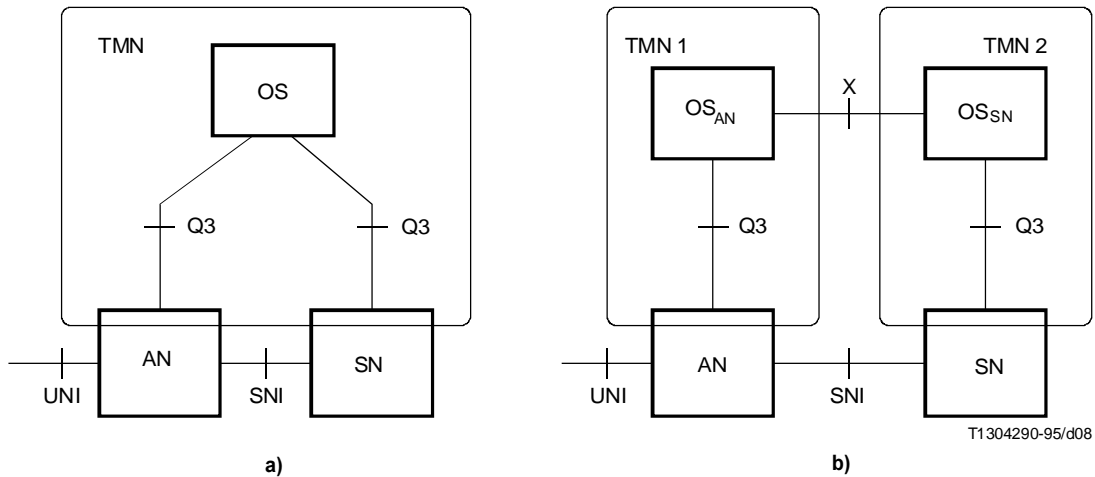 TMN
OS
Q3
Q3
AN
SN
UNI
SNI
a)
TMN 1
TMN 2
X
OSAN
OSSN
Q3
Q3
AN
SN
UNI
SNI
T1304290-95/d08
b)